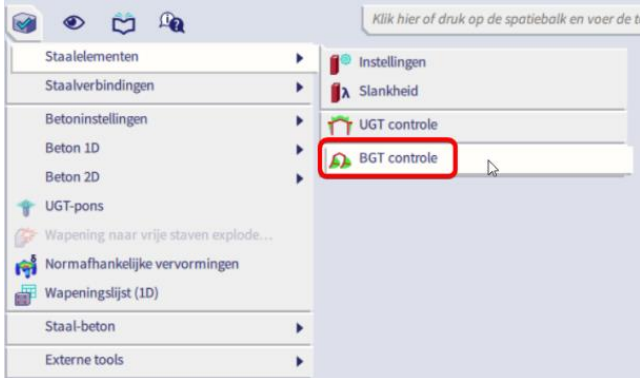 Klik hier of druk op de spatiebalk en voer de
Staalelementen
Staalverbindingen
Betoninstellingen
Beton 1D
Beton 2D
UGT-pons
Wapening naar vrije staven explode...
Normafhankelijke vervormingen
Wapeningslijst (1D)
Staal-beton
Externe tools
Instellingen
λ Slankheid
UGT controle
BGT controle